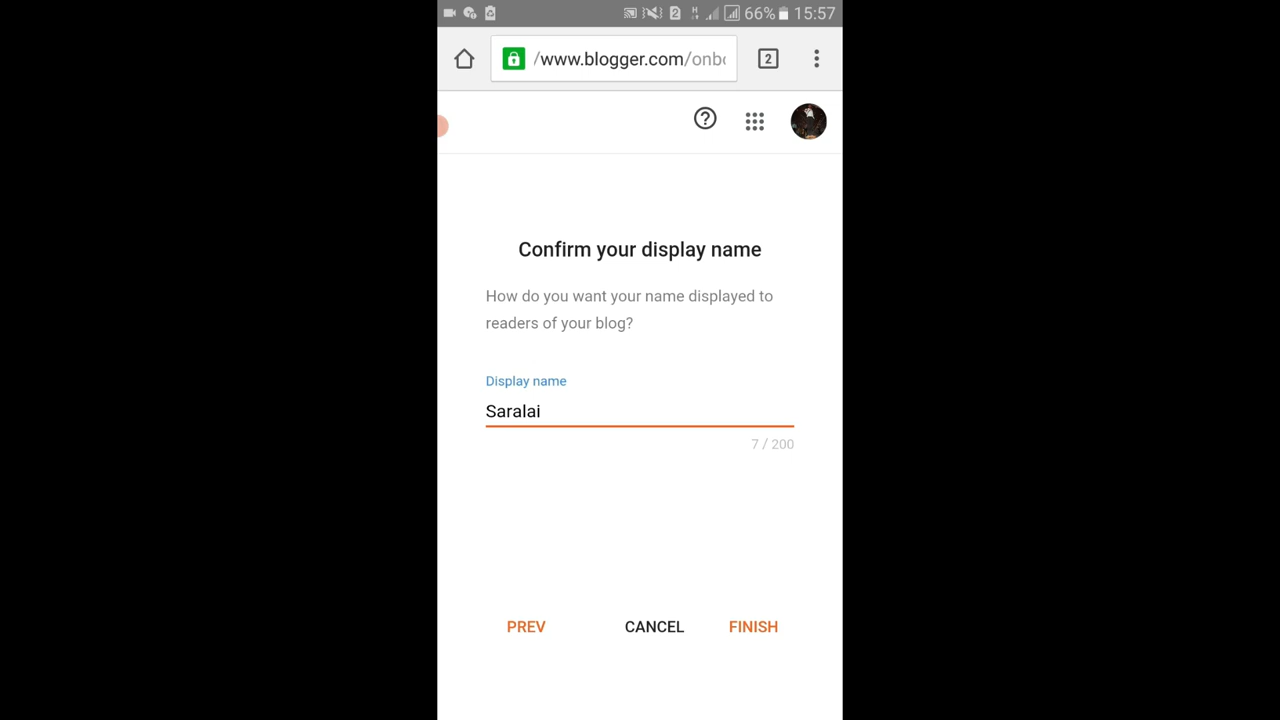 66% 15:57
/www.blogger.com/onbo
2
Confirm your display name
How do you want your name displayed to
readers of your blog?
Display name
Saralai
7 / 200
PREV CANCEL FINISH